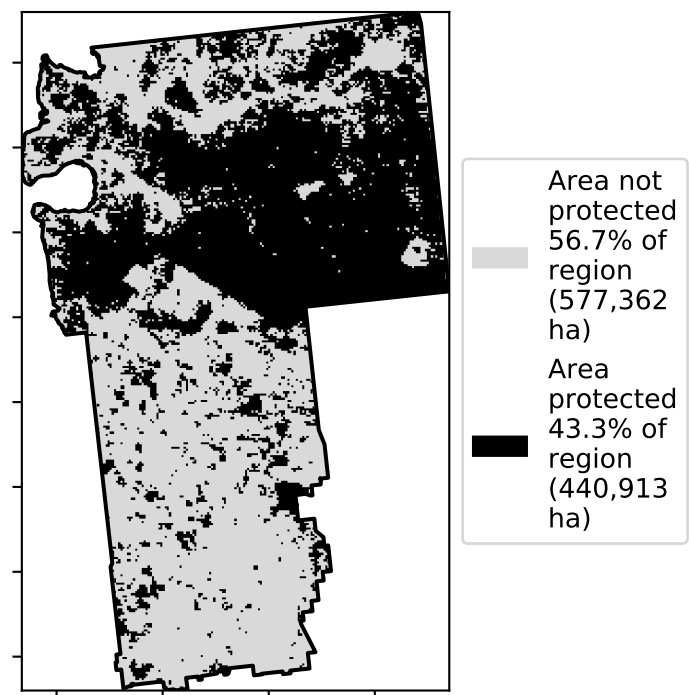 Area not
protected
56.7% of
region
(577,362
ha)
Area
protected
43.3% of
region
(440,913
ha)